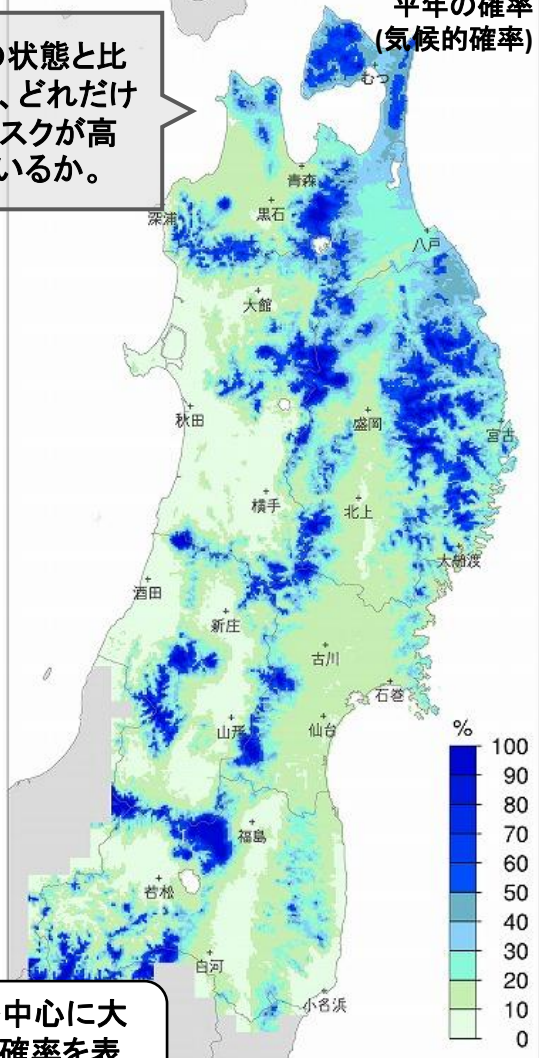 平年の確率
(気候的確率)
の状態と比
、どれだけ
スクが高
いるか。
むつ
青森
黒石
深浦
八戸
大館
秋田
盛岡
宮古
横手
北上
大船渡
酒田
新庄
古川
石巻
山形
仙台
福島
若松
白河
小名浜
%
100
90
80
70
60
50
40
30
20
10
0
中心に大
確率を表